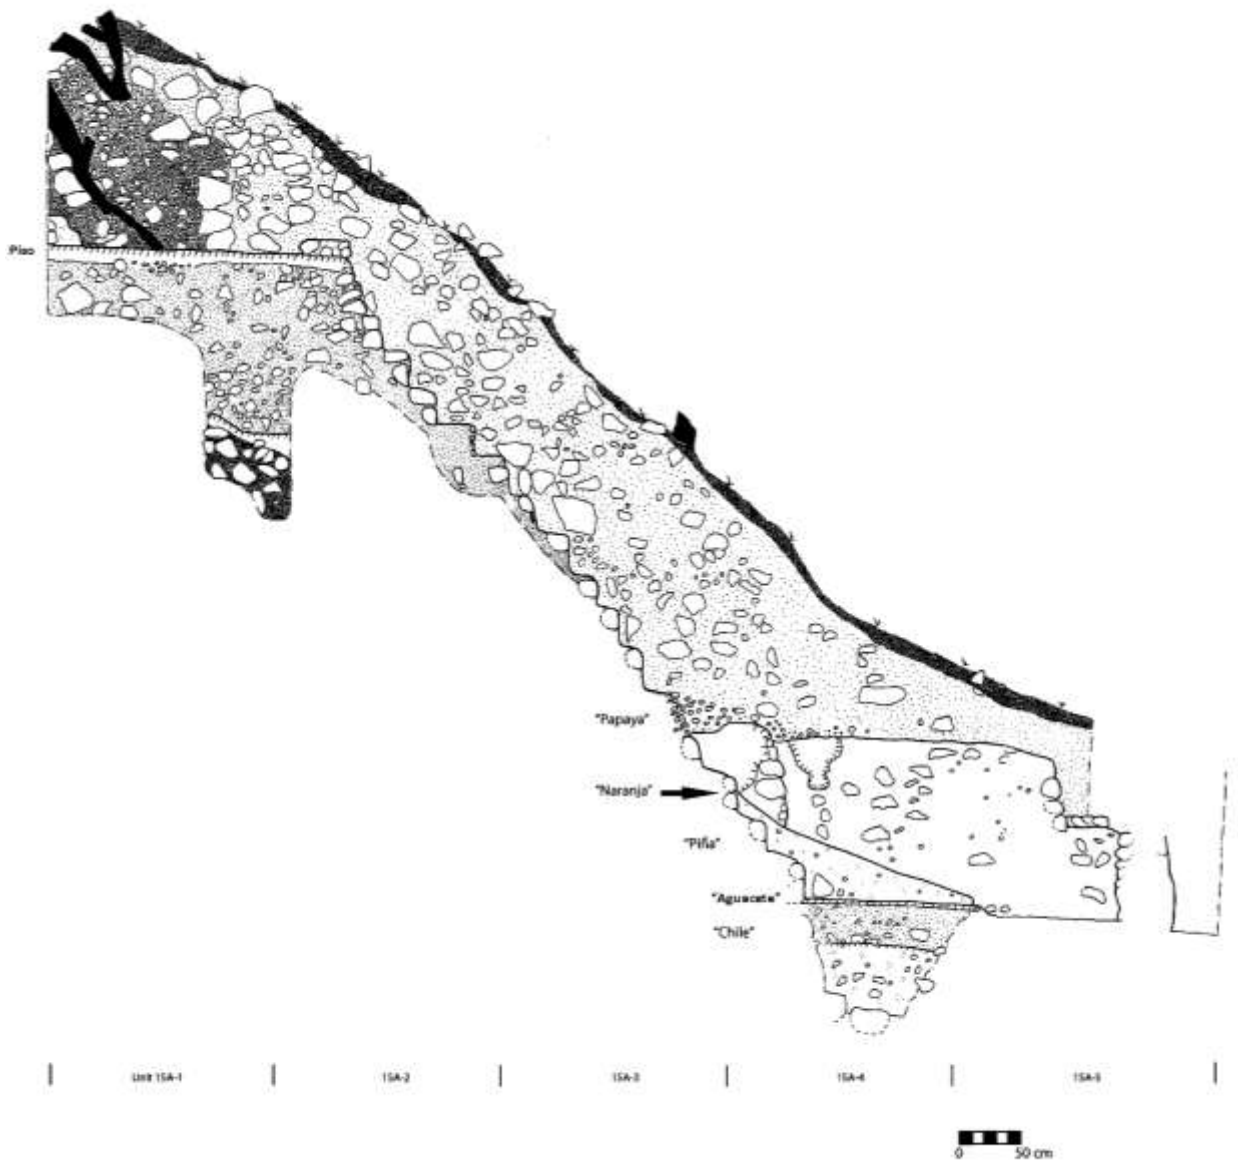 Piso
"Papaya"
"Naranja"
"Piña"
"Aguacate"
"Chile"
Unit 15A-1
15A-2
15A-3
15A-4
15A-5
0 50 cm